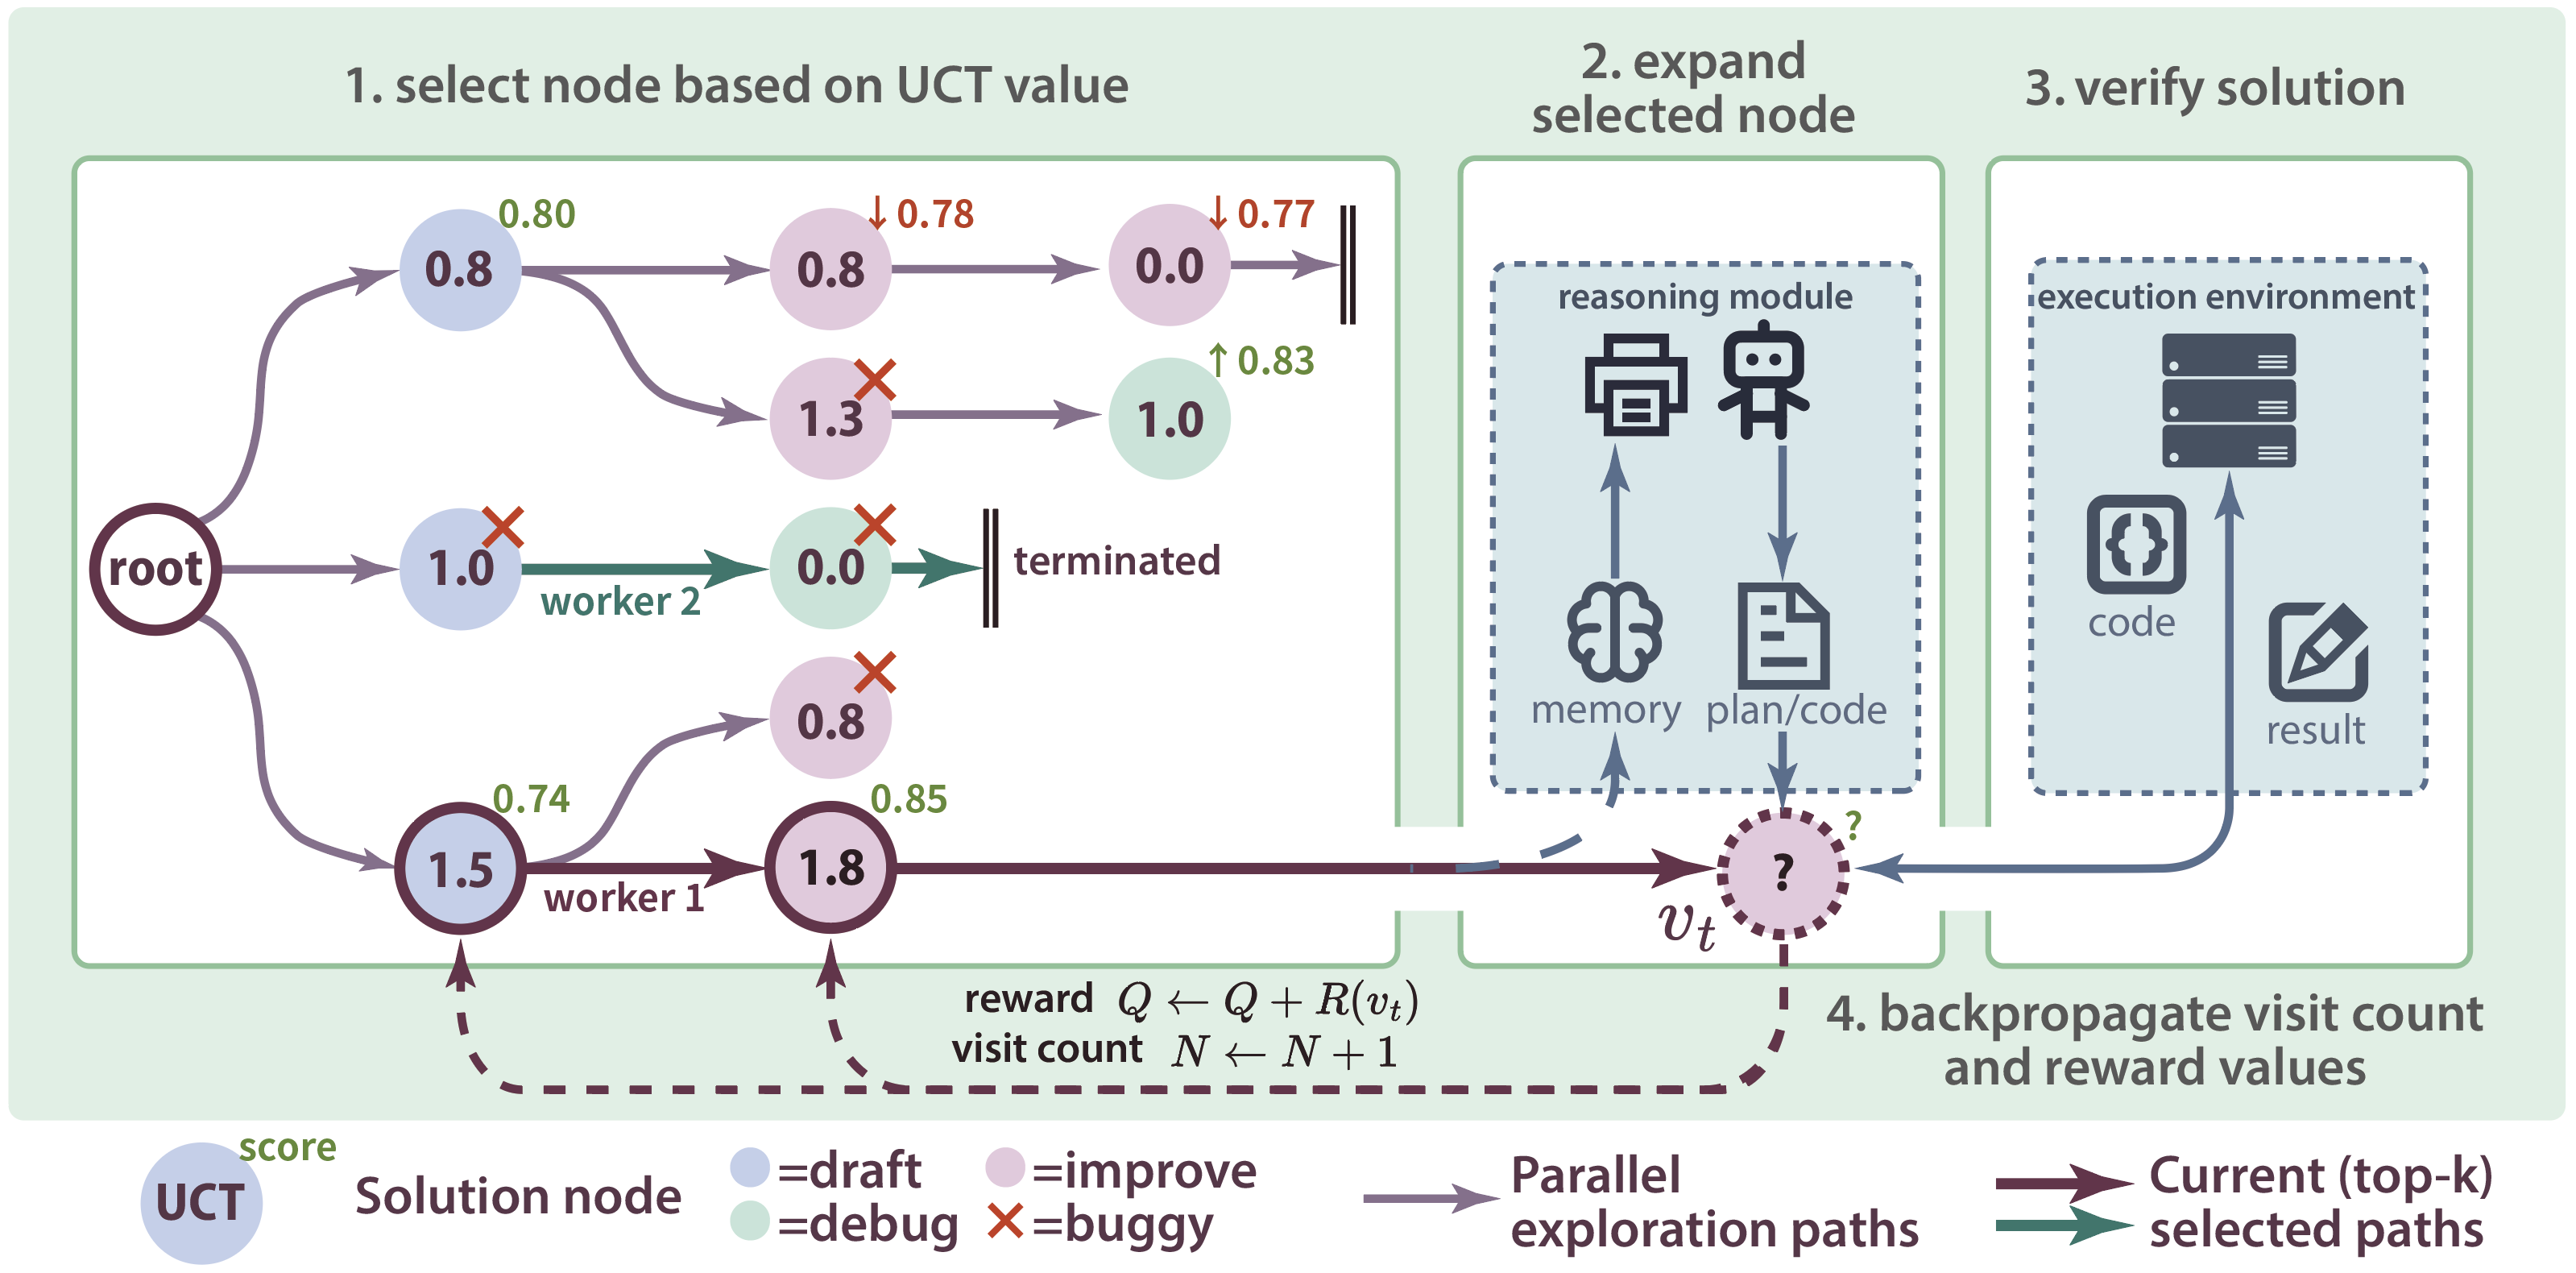 1. select node based on UCT value
2. expand
selected node
3. verify solution
0.80
0.8
↓ 0.78
0.8
↓ 0.77
0.0
1.3
↑ 0.83
1.0
root
1.0
worker 2
0.0
terminated
0.8
0.74
1.5
worker 1
0.85
1.8
reasoning module
memory
plan/code
?
?
v_t
execution environment
code
result
reward Q ← Q + R(v_t)
visit count N ← N + 1
4. backpropagate visit count
and reward values
score
UCT
Solution node
=draft
=improve
=debug
=buggy
Parallel
exploration paths
Current (top-k)
selected paths